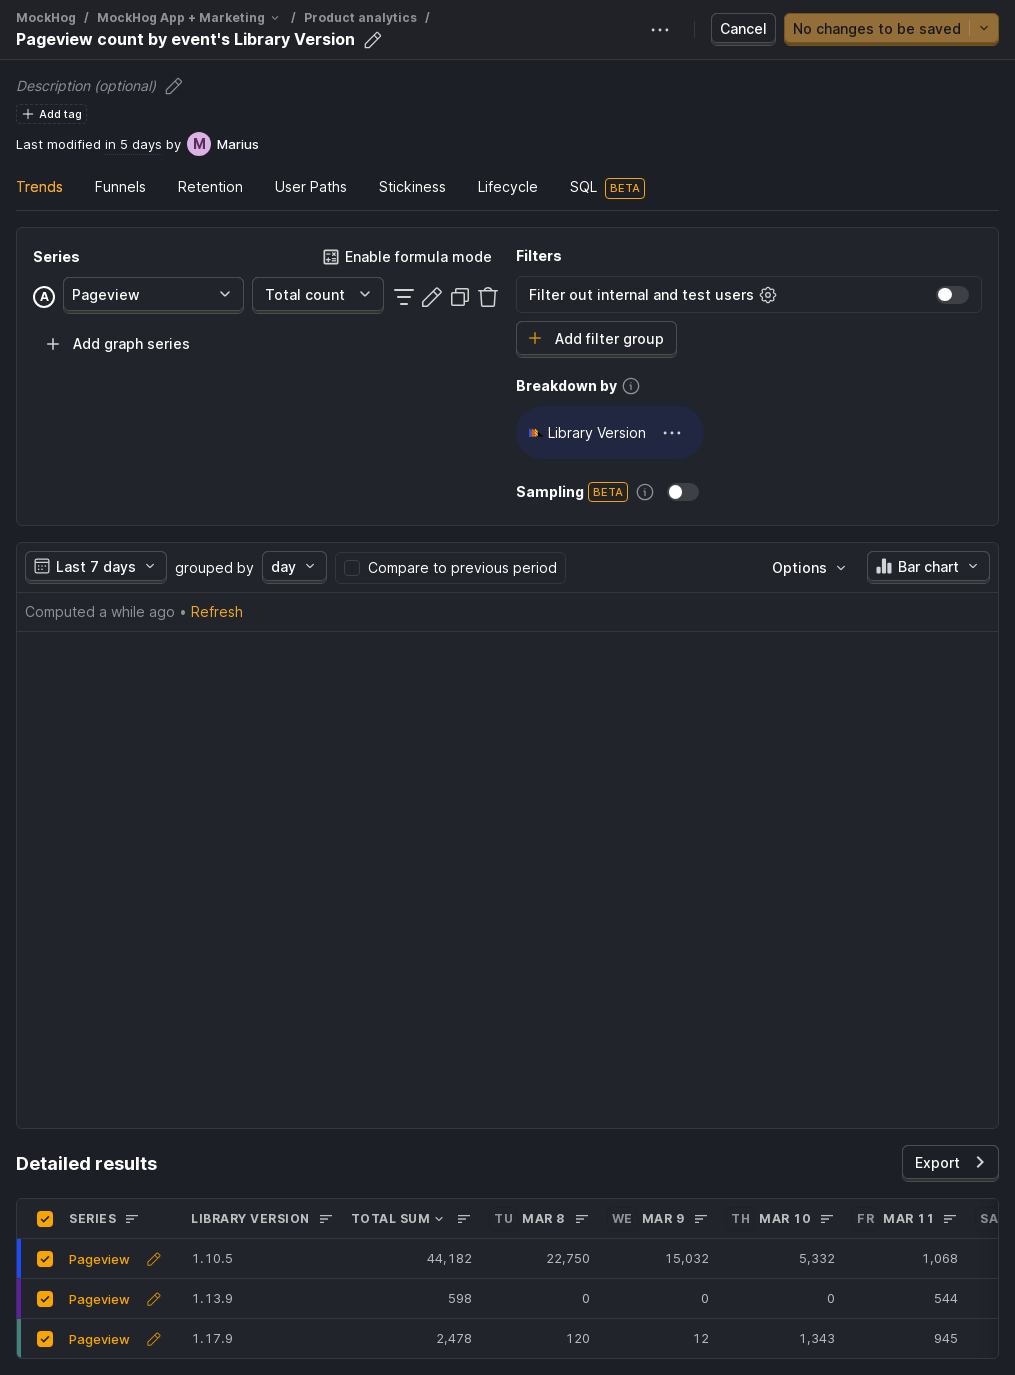 MockHog / MockHog App + Marketing / Product analytics /
Pageview count by event's Library Version
Cancel
No changes to be saved
Description (optional)
Add tag
Last modified in 5 days by M Marius
Trends Funnels Retention User Paths Stickiness Lifecycle SQL BETA
Series
Enable formula mode
A Pageview Total count
Add graph series
Filters
Filter out internal and test users
Add filter group
Breakdown by
Library Version
Sampling BETA
Last 7 days grouped by day Compare to previous period Options Bar chart
Computed a while ago • Refresh
Detailed results
Export
SERIES LIBRARY VERSION TOTAL SUM TU MAR 8 WE MAR 9 TH MAR 10 FR MAR 11 SA
Pageview 1.10.5 44,182 22,750 15,032 5,332 1,068
Pageview 1.13.9 598 0 0 0 544
Pageview 1.17.9 2,478 120 12 1,343 945